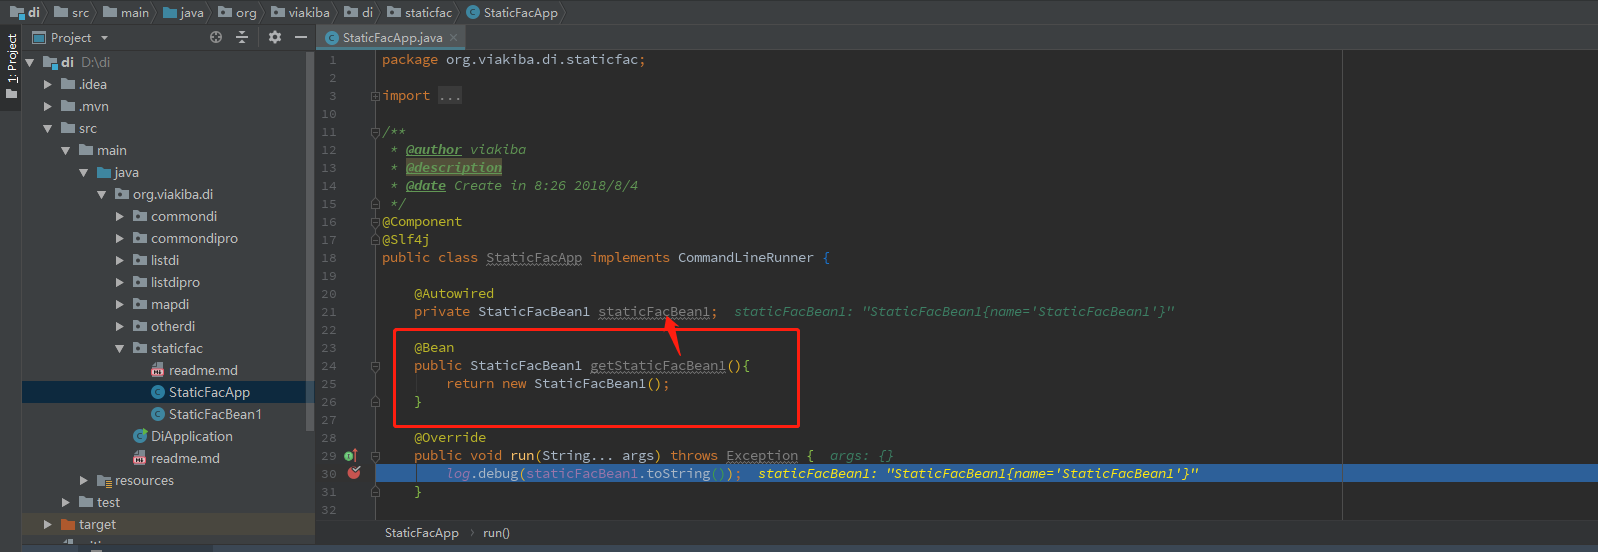 di src main java org viakiba di staticfac StaticFacApp
1: Project
Project
StaticFacApp.java
di D:\di
.idea
.mvn
src
main
java
org.viakiba.di
commondi
commondipro
listdi
listdipro
mapdi
otherdi
staticfac
readme.md
StaticFacApp
StaticFacBean1
DiApplication
readme.md
resources
test
target
1 package org.viakiba.di.staticfac;
2
3 import ...
10
11 /**
12 * @author viakiba
13 * @description
14 * @date Create in 8:26 2018/8/4
15 */
16 @Component
17 @Slf4j
18 public class StaticFacApp implements CommandLineRunner {
19
20 @Autowired
21 private StaticFacBean1 staticFacBean1; staticFacBean1: "StaticFacBean1{name='StaticFacBean1'}"
22
23 @Bean
24 public StaticFacBean1 getStaticFacBean1(){
25 return new StaticFacBean1();
26 }
27
28 @Override
29 public void run(String... args) throws Exception { args: {}
30 log.debug(staticFacBean1.toString()); staticFacBean1: "StaticFacBean1{name='StaticFacBean1'}"
31 }
32
StaticFacApp run()